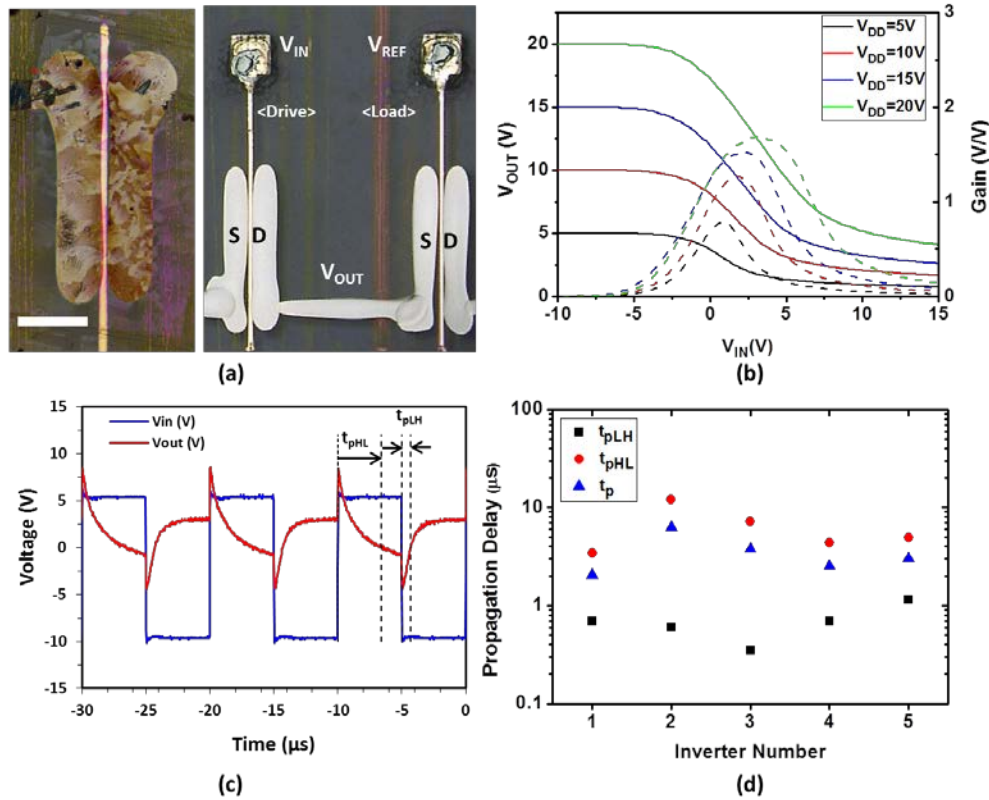 V_IN
V_REF
<Drive>
<Load>
S D
S D
V_OUT
(a)
V_DD=5V
V_DD=10V
V_DD=15V
V_DD=20V
V_OUT (V)
20
15
10
5
0
Gain (V/V)
3
2
1
0
-10 -5 0 5 10 15
V_IN(V)
(b)
Vin (V)
Vout (V)
t_pLH
t_pHL
Voltage (V)
15
10
5
0
-5
-10
-15
-30 -25 -20 -15 -10 -5 0
Time (µs)
(c)
t_pLH
t_pHL
t_p
Propagation Delay (µs)
100
10
1
0.1
1 2 3 4 5
Inverter Number
(d)